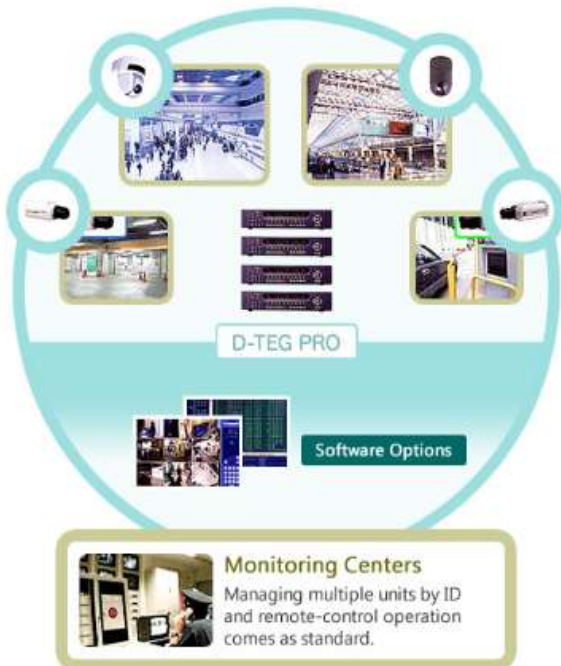 D-TEG PRO
Software Options
Monitoring Centers
Managing multiple units by ID
and remote-control operation
comes as standard.